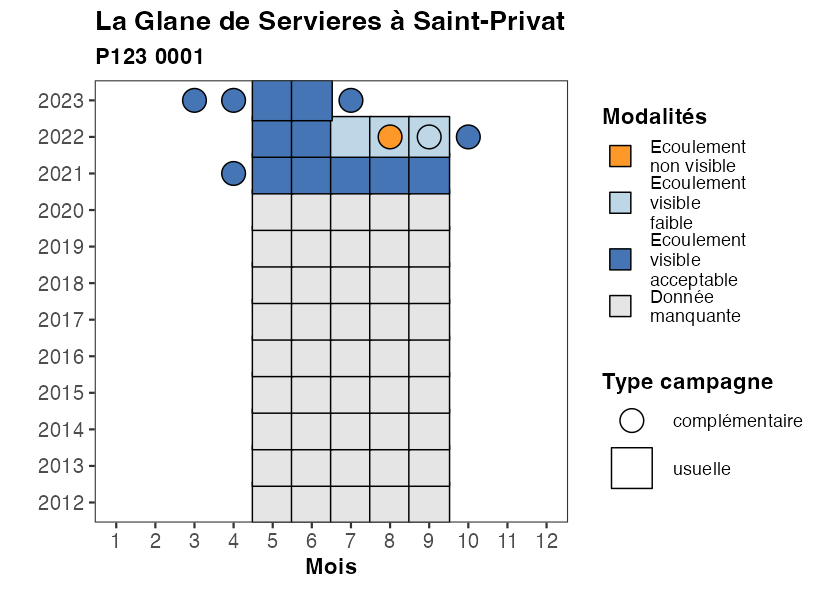 La Glane de Servieres à Saint-Privat
P123 0001
2023
2022
2021
2020
2019
2018
2017
2016
2015
2014
2013
2012
1 2 3 4 5 6 7 8 9 10 11 12
Mois
Modalités
Ecoulement
non visible
Ecoulement
visible
faible
Ecoulement
visible
acceptable
Donnée
manquante
Type campagne
complémentaire
usuelle